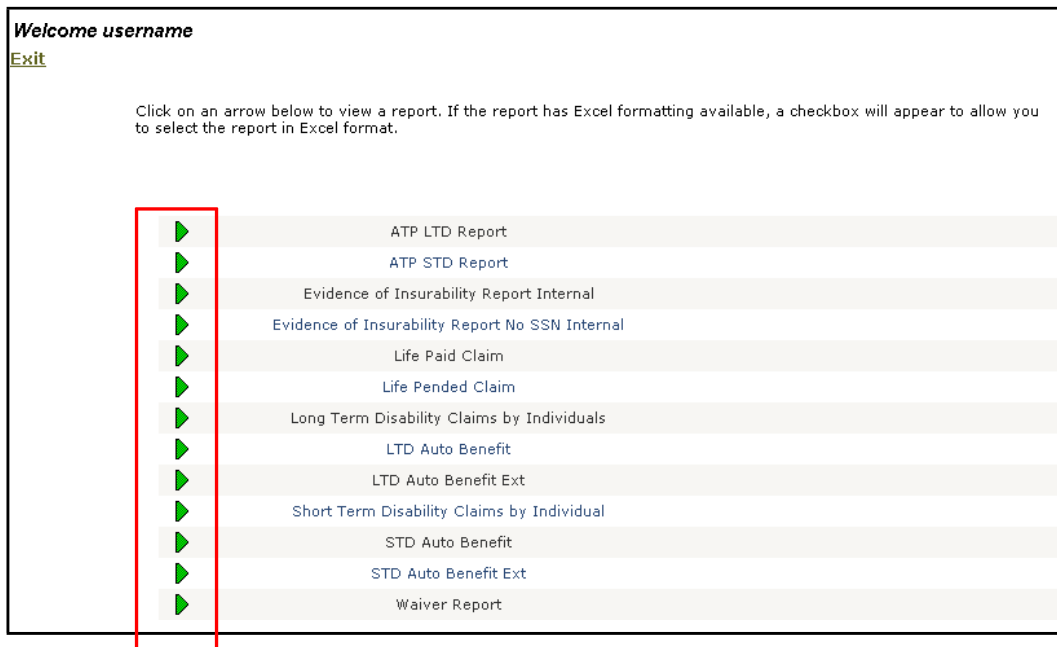 Welcome username
Exit
Click on an arrow below to view a report. If the report has Excel formatting available, a checkbox will appear to allow you
to select the report in Excel format.
ATP LTD Report
ATP STD Report
Evidence of Insurability Report Internal
Evidence of Insurability Report No SSN Internal
Life Paid Claim
Life Pended Claim
Long Term Disability Claims by Individuals
LTD Auto Benefit
LTD Auto Benefit Ext
Short Term Disability Claims by Individual
STD Auto Benefit
STD Auto Benefit Ext
Waiver Report